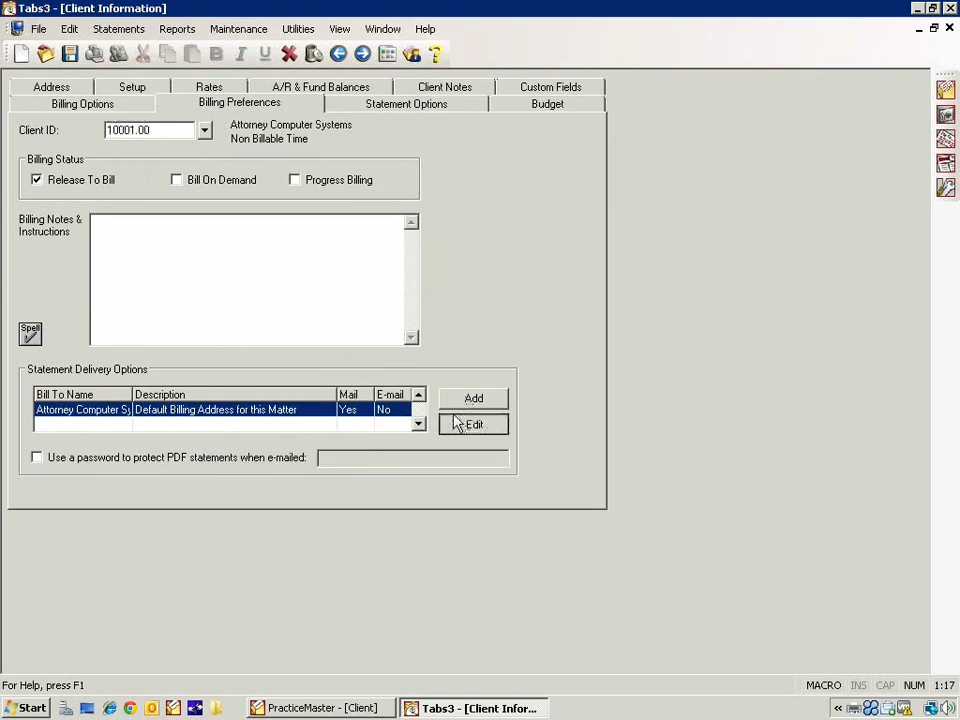 Tabs3 - [Client Information]
File Edit Statements Reports Maintenance Utilities View Window Help
Address Setup Rates A/R & Fund Balances Client Notes Custom Fields
Billing Options Billing Preferences Statement Options Budget
Client ID: 10001.00 Attorney Computer Systems
Non Billable Time
Billing Status
Release To Bill Bill On Demand Progress Billing
Billing Notes &
Instructions
Spell
Statement Delivery Options
Bill To Name Description Mail E-mail
Attorney Computer Sy Default Billing Address for this Matter Yes No
Add
Edit
Use a password to protect PDF statements when e-mailed:
For Help, press F1 MACRO INS CAP NUM 1:17
Start PracticeMaster - [Client] Tabs3 - [Client Infor...